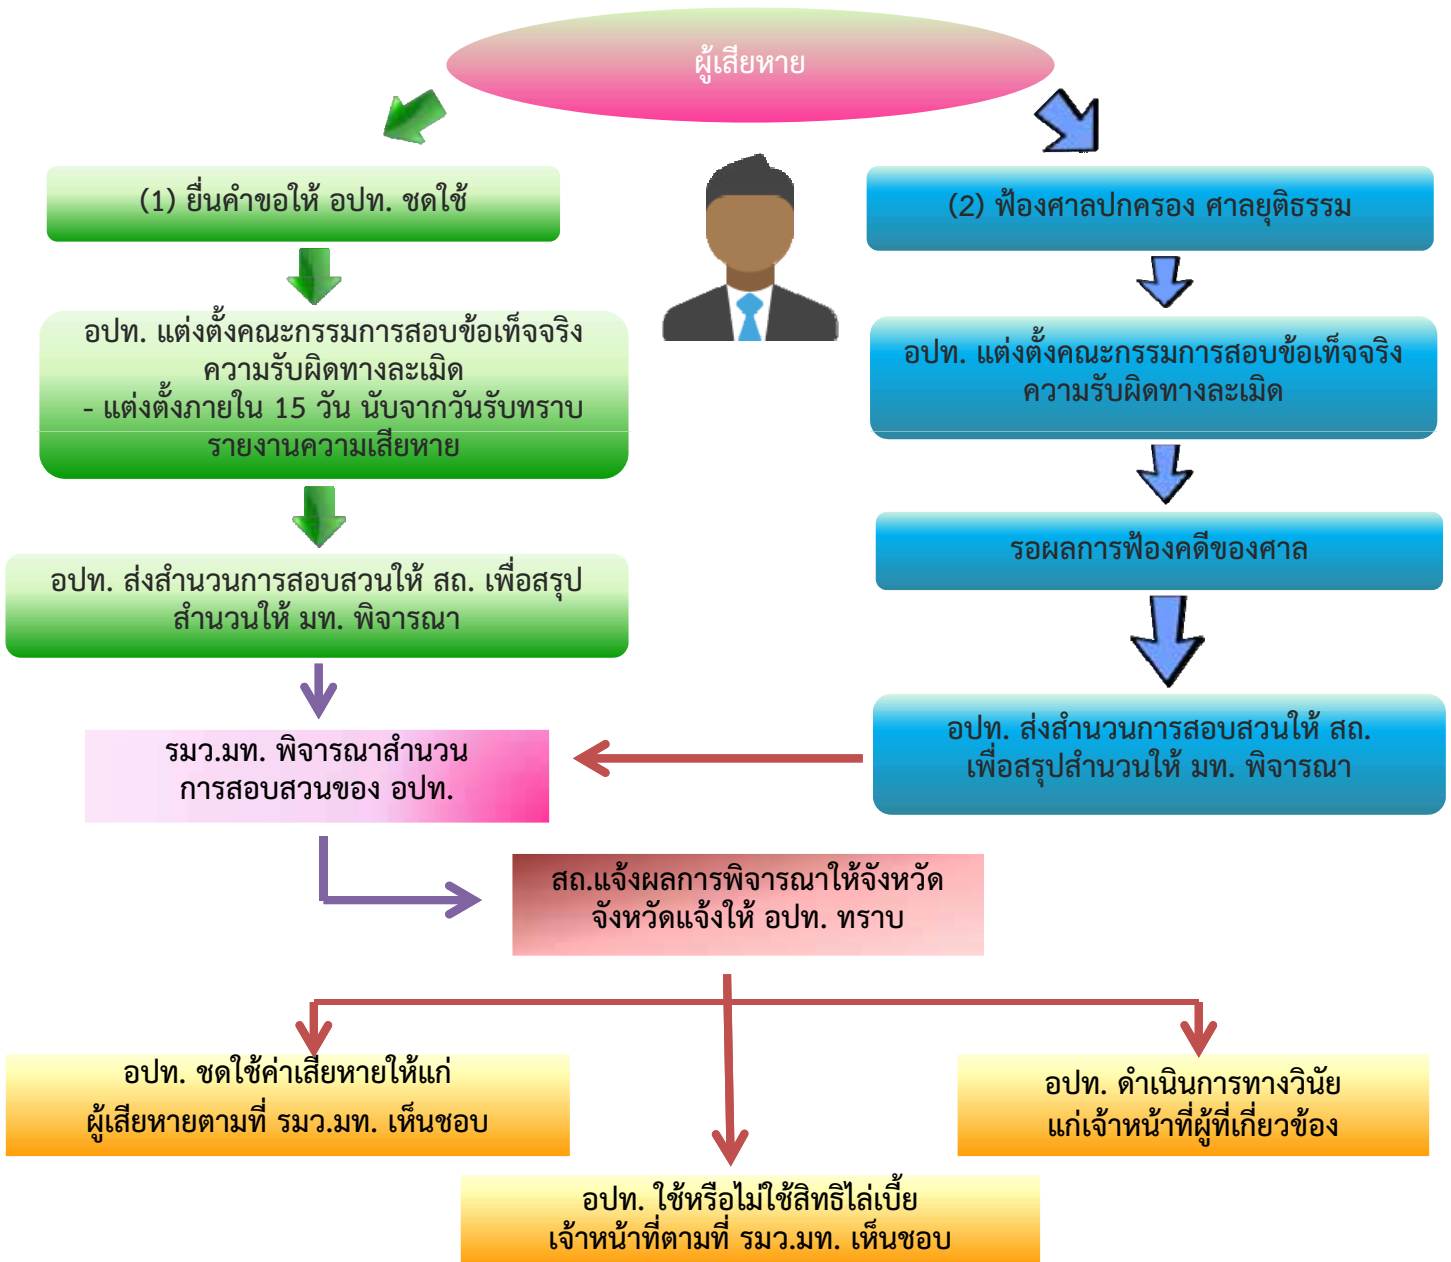 ผู้เสียหาย
(1) ยื่นคำขอให้ อปท. ชดใช้
อปท. แต่งตั้งคณะกรรมการสอบข้อเท็จจริง
ความรับผิดทางละเมิด
- แต่งตั้งภายใน 15 วัน นับจากวันรับทราบ
รายงานความเสียหาย
อปท. ส่งสำนวนการสอบสวนให้ สถ. เพื่อสรุป
สำนวนให้ มท. พิจารณา
(2) ฟ้องศาลปกครอง ศาลยุติธรรม
อปท. แต่งตั้งคณะกรรมการสอบข้อเท็จจริง
ความรับผิดทางละเมิด
รอผลการฟ้องคดีของศาล
อปท. ส่งสำนวนการสอบสวนให้ สถ.
เพื่อสรุปสำนวนให้ มท. พิจารณา
รมว.มท. พิจารณาสำนวน
การสอบสวนของ อปท.
สถ.แจ้งผลการพิจารณาให้จังหวัด
จังหวัดแจ้งให้ อปท. ทราบ
อปท. ชดใช้ค่าเสียหายให้แก่
ผู้เสียหายตามที่ รมว.มท. เห็นชอบ
อปท. ใช้หรือไม่ใช้สิทธิไล่เบี้ย
เจ้าหน้าที่ตามที่ รมว.มท. เห็นชอบ
อปท. ดำเนินการทางวินัย
แก่เจ้าหน้าที่ผู้ที่เกี่ยวข้อง